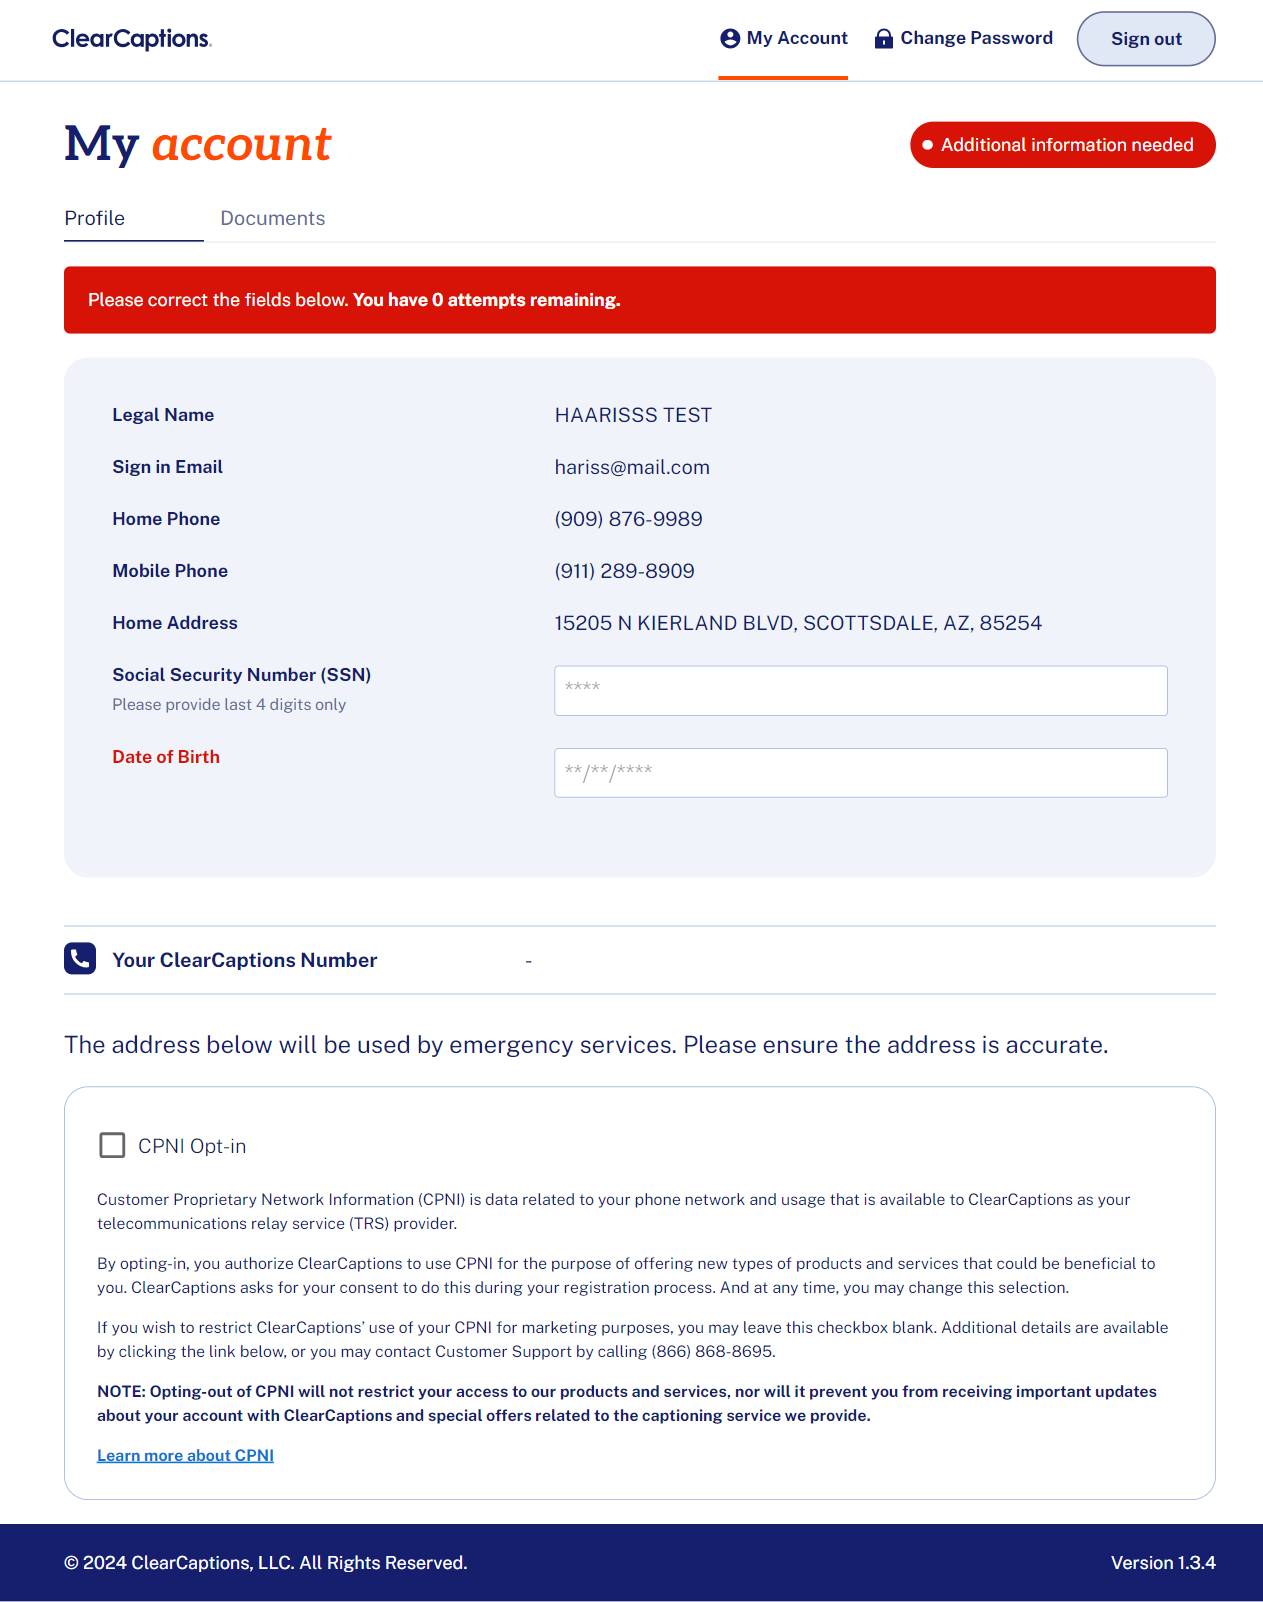 ClearCaptions.
My Account
Change Password
Sign out
My account
Additional information needed
Profile
Documents
Please correct the fields below. You have 0 attempts remaining.
Legal Name
HAARISSS TEST
Sign in Email
hariss@mail.com
Home Phone
(909) 876-9989
Mobile Phone
(911) 289-8909
Home Address
15205 N KIERLAND BLVD, SCOTTSDALE, AZ, 85254
Social Security Number (SSN)
Please provide last 4 digits only
****
Date of Birth
**/**/****
Your ClearCaptions Number
-
The address below will be used by emergency services. Please ensure the address is accurate.
CPNI Opt-in
Customer Proprietary Network Information (CPNI) is data related to your phone network and usage that is available to ClearCaptions as your
telecommunications relay service (TRS) provider.
By opting-in, you authorize ClearCaptions to use CPNI for the purpose of offering new types of products and services that could be beneficial to
you. ClearCaptions asks for your consent to do this during your registration process. And at any time, you may change this selection.
If you wish to restrict ClearCaptions’ use of your CPNI for marketing purposes, you may leave this checkbox blank. Additional details are available
by clicking the link below, or you may contact Customer Support by calling (866) 868-8695.
NOTE: Opting-out of CPNI will not restrict your access to our products and services, nor will it prevent you from receiving important updates
about your account with ClearCaptions and special offers related to the captioning service we provide.
Learn more about CPNI
© 2024 ClearCaptions, LLC. All Rights Reserved.
Version 1.3.4